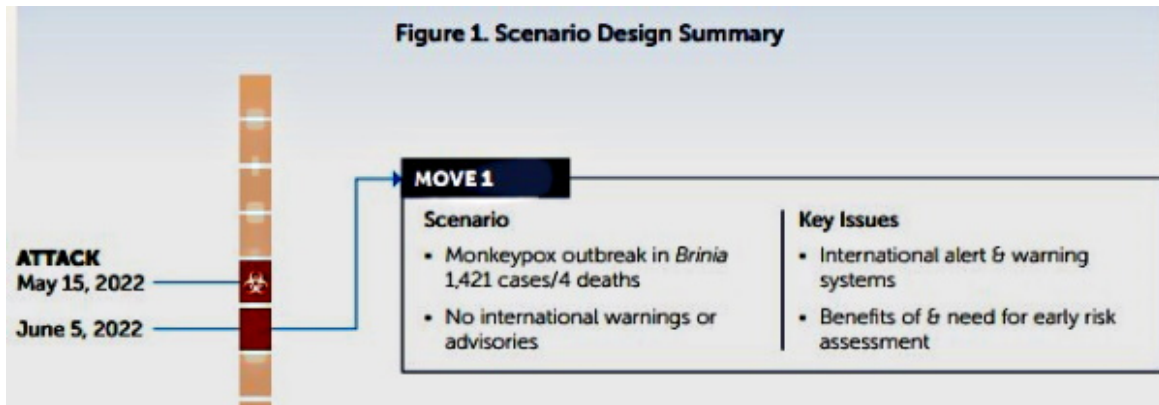 Figure 1. Scenario Design Summary
MOVE 1
Scenario
• Monkeypox outbreak in Brinia
1,421 cases/4 deaths
• No international warnings or
advisories
Key Issues
• International alert & warning
systems
• Benefits of & need for early risk
assessment
ATTACK
May 15, 2022
June 5, 2022